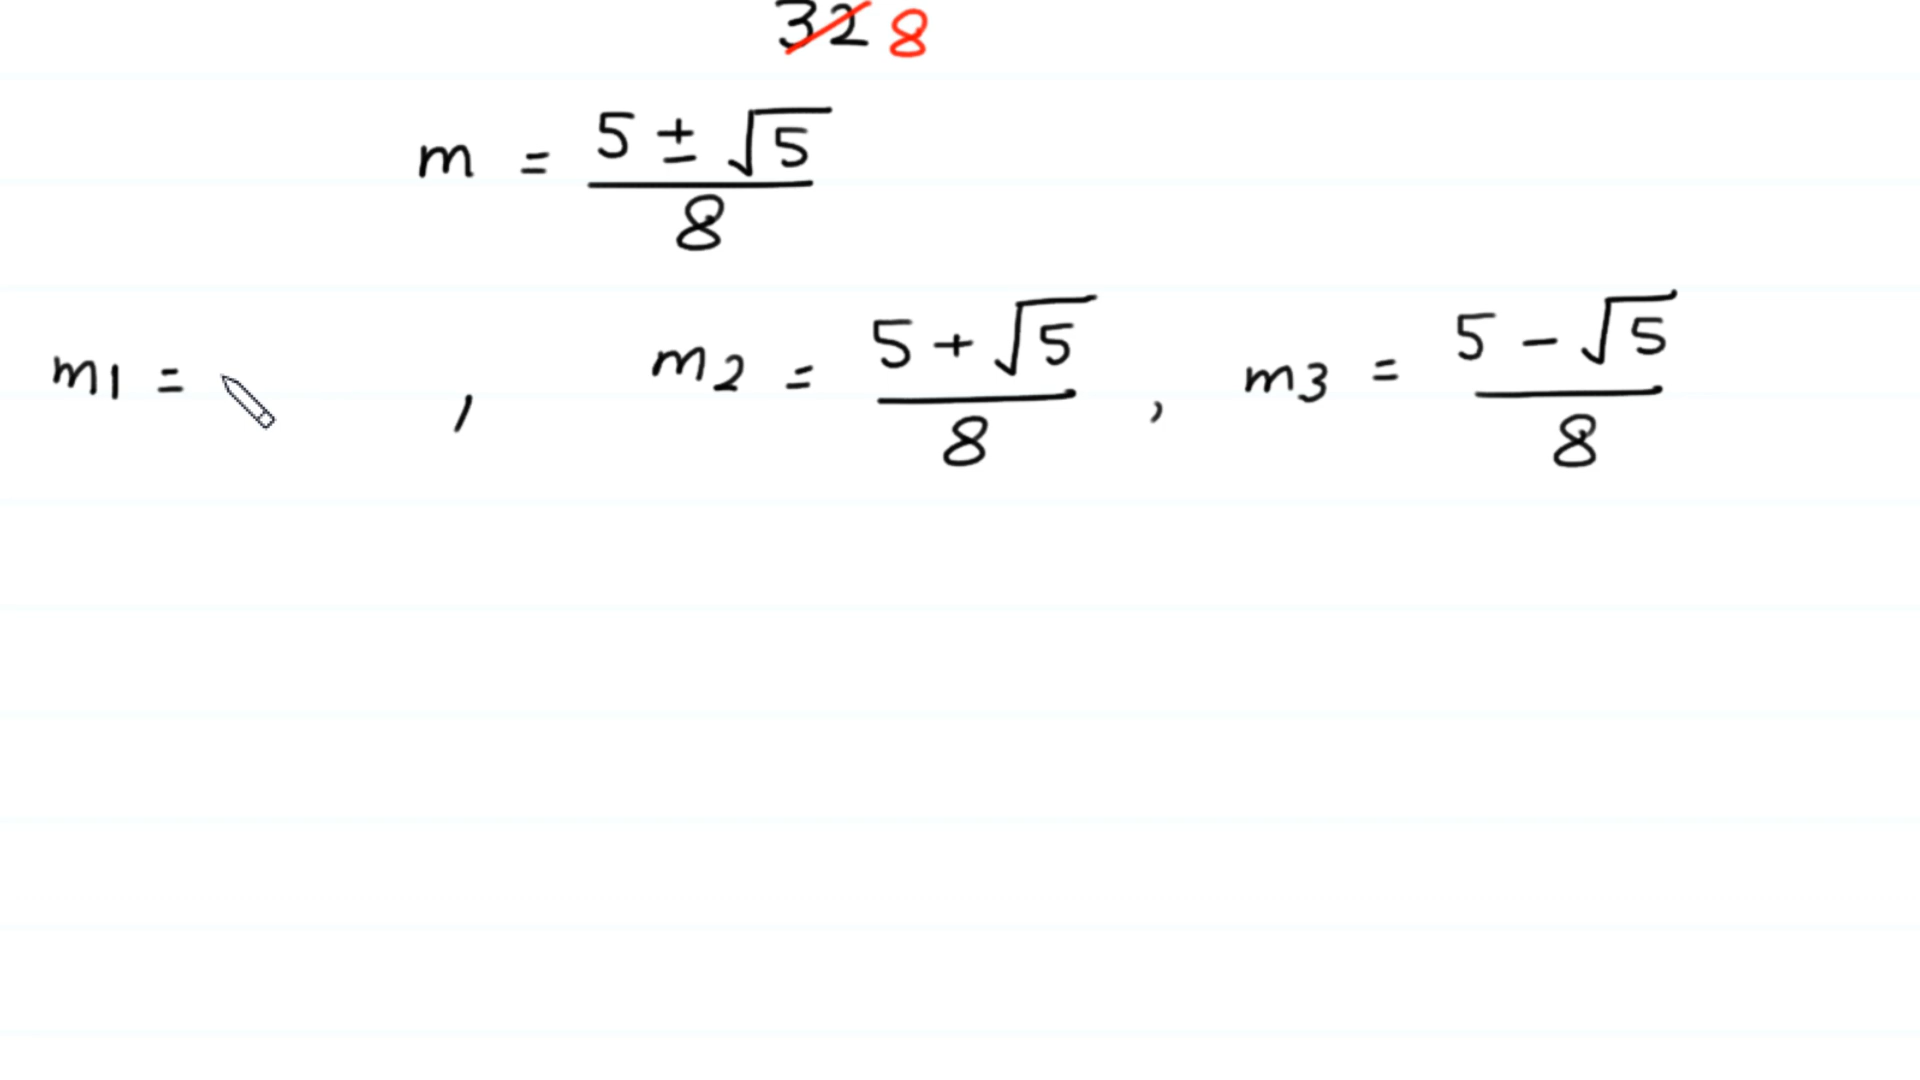 32 8
m = (5 ± √5)/8
m1 = , m2 = (5 + √5)/8 , m3 = (5 - √5)/8